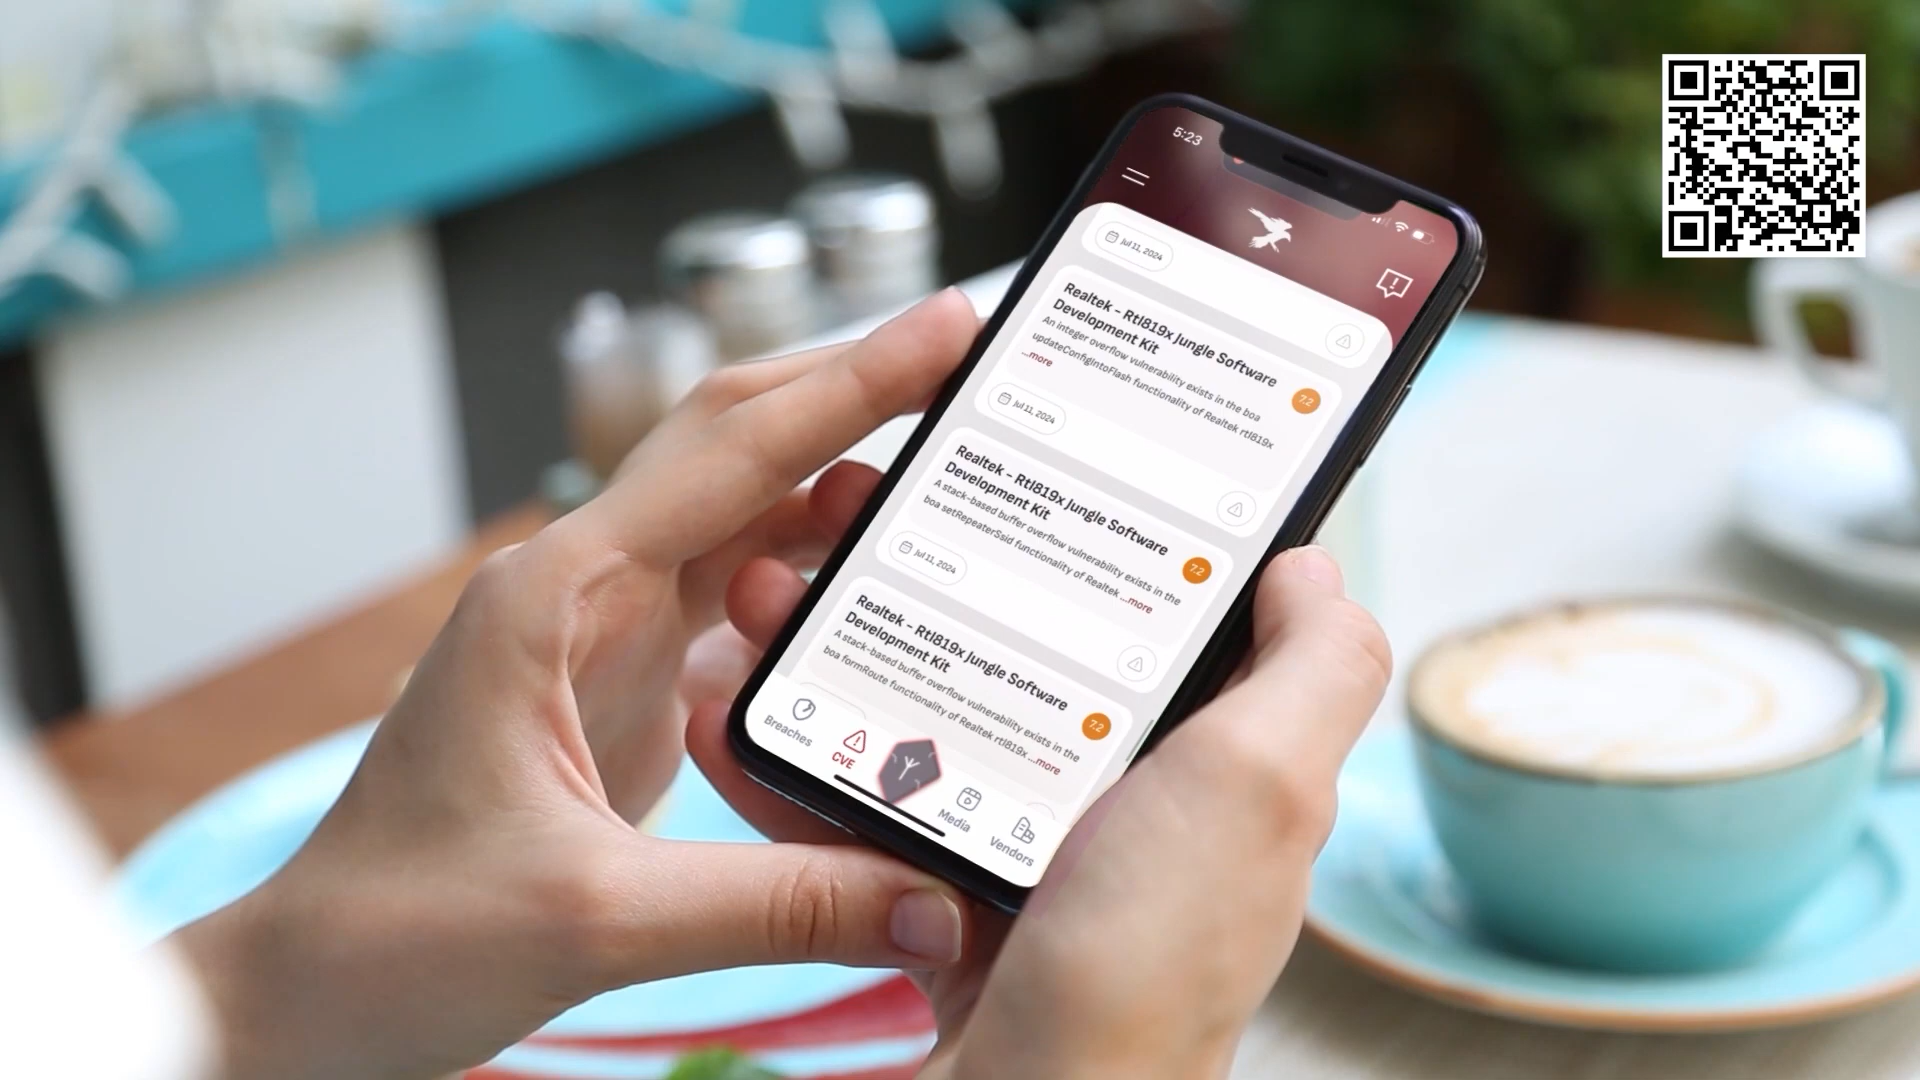 5:23
Jul 11, 2024
Realtek - Rtl819x Jungle Software
Development Kit
An integer overflow vulnerability exists in the boa
updateConfigIntoFlash functionality of Realtek rtl819x
...more
7.2
Jul 11, 2024
Realtek - Rtl819x Jungle Software
Development Kit
A stack-based buffer overflow vulnerability exists in the
boa setRepeaterSsid functionality of Realtek ...more
7.2
Jul 11, 2024
Realtek - Rtl819x Jungle Software
Development Kit
A stack-based buffer overflow vulnerability exists in the
boa formRoute functionality of Realtek rtl819x ...more
7.2
Breaches
CVE
Media
Vendors